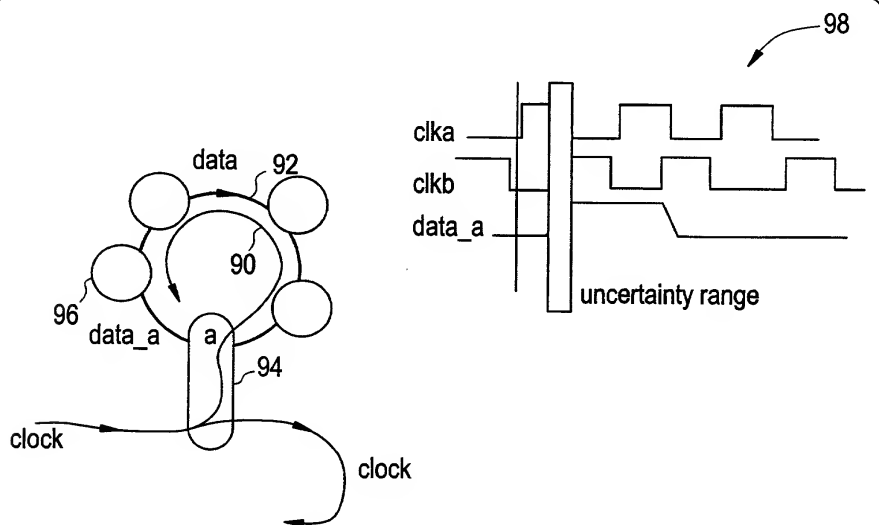 98
clka
clkb
data_a
uncertainty range
data
92
90
96
data_a
a
94
clock
clock